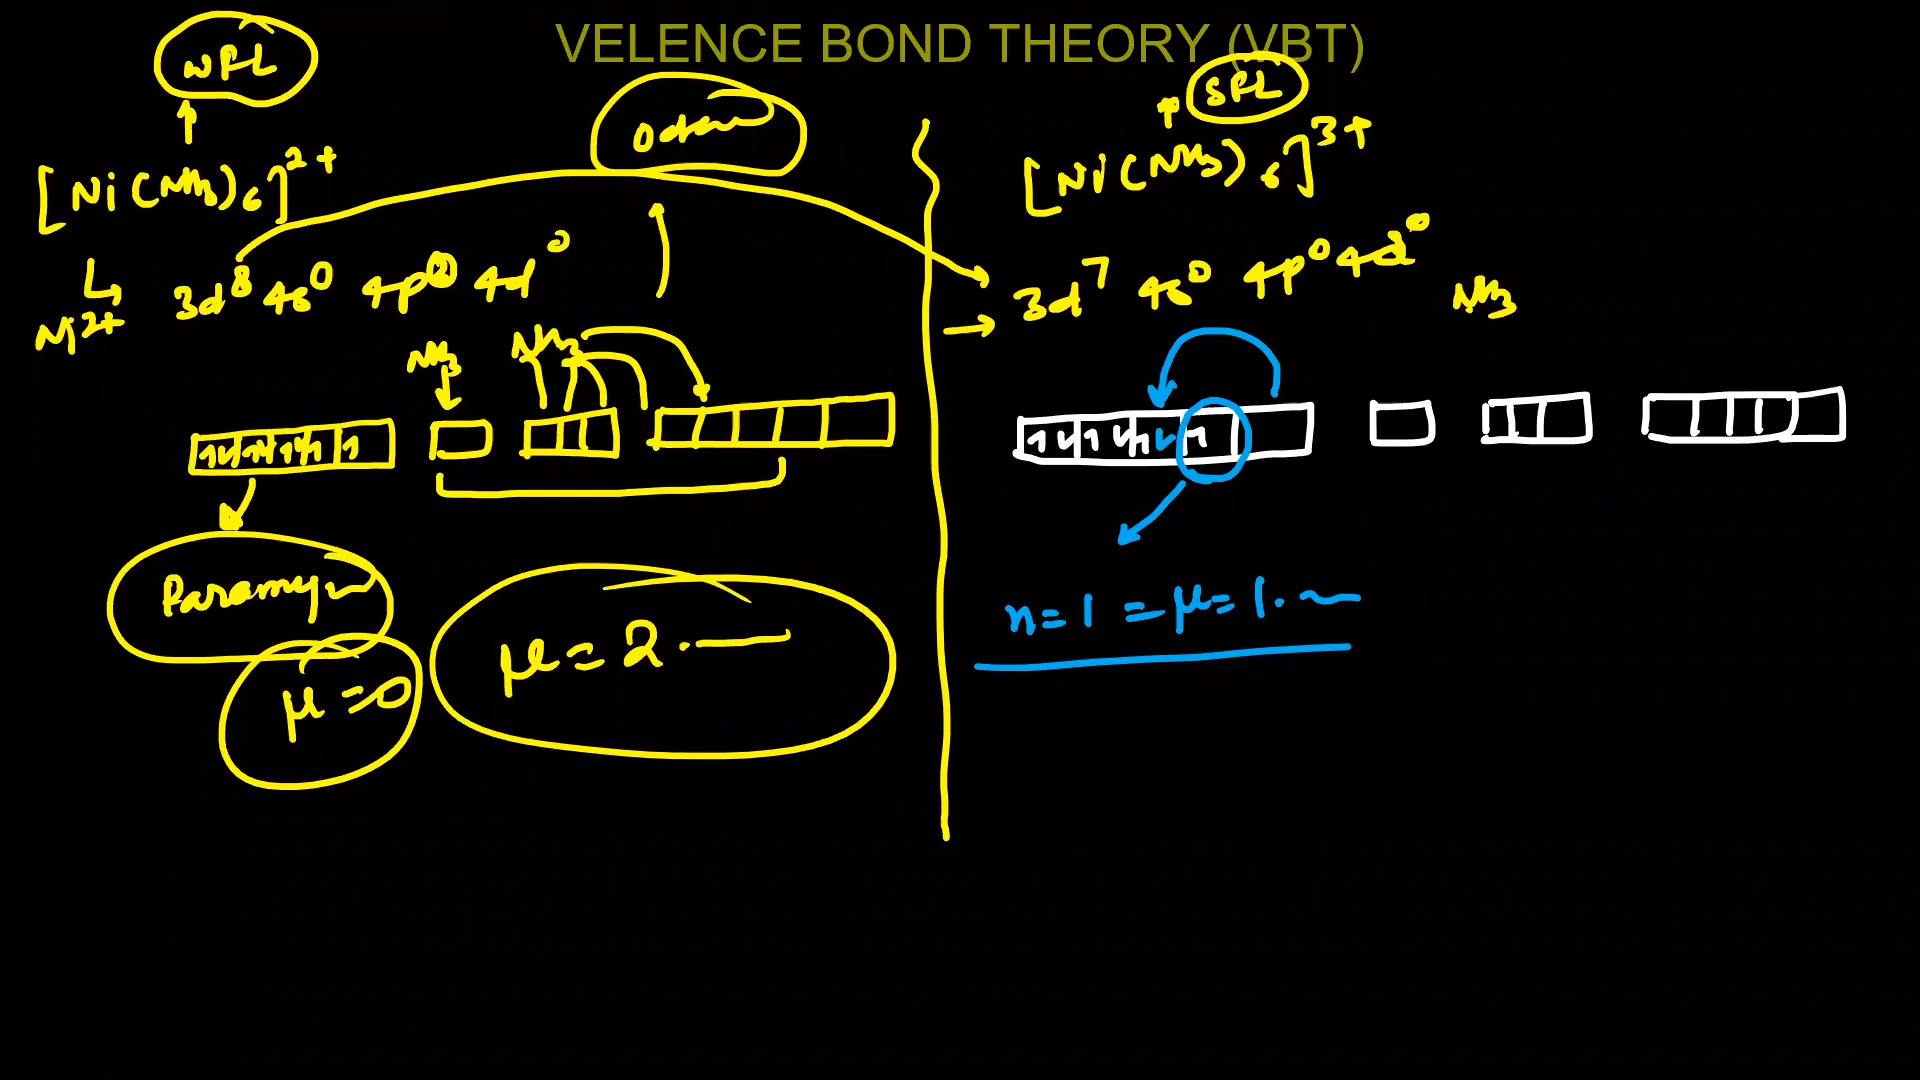 VELENCE BOND THEORY (VBT)
WFL
SFL
[Ni(NH₃)₆]²⁺
[Ni(NH₃)₆]³⁺
Ni²⁺ 3d⁸ 4s⁰ 4p⁰ 4d⁰
3d⁷ 4s⁰ 4p⁰ 4d⁰
NH₃
NH₃ NH₃
n=1 = μ=1.
μ=2.
μ=0